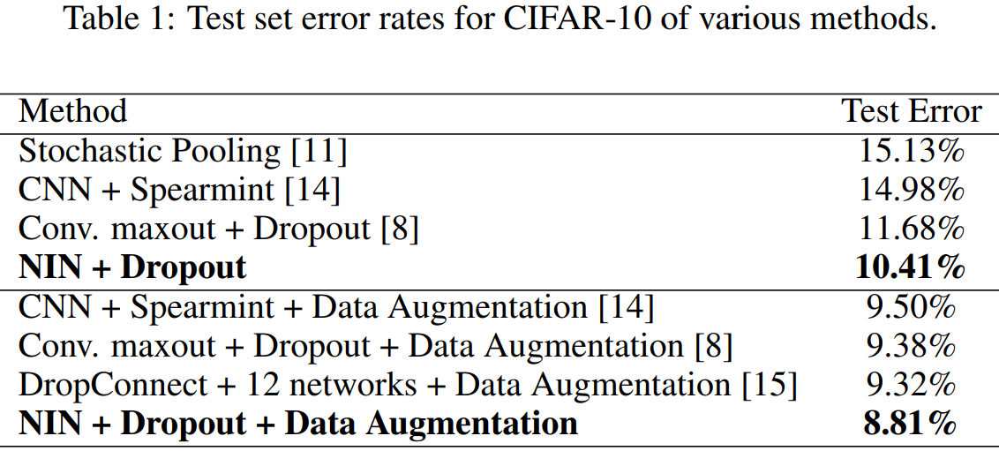 Table 1: Test set error rates for CIFAR-10 of various methods.
Method Test Error
Stochastic Pooling [11] 15.13%
CNN + Spearmint [14] 14.98%
Conv. maxout + Dropout [8] 11.68%
NIN + Dropout 10.41%
CNN + Spearmint + Data Augmentation [14] 9.50%
Conv. maxout + Dropout + Data Augmentation [8] 9.38%
DropConnect + 12 networks + Data Augmentation [15] 9.32%
NIN + Dropout + Data Augmentation 8.81%